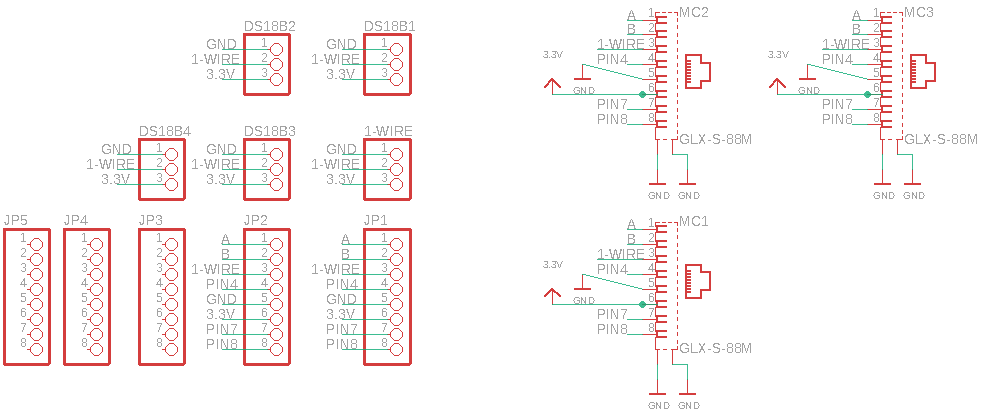 DS18B2
GND 1
1-WIRE 2
3.3V 3
DS18B1
GND 1
1-WIRE 2
3.3V 3
DS18B4
GND 1
1-WIRE 2
3.3V 3
DS18B3
GND 1
1-WIRE 2
3.3V 3
1-WIRE
GND 1
1-WIRE 2
3.3V 3
JP5
1
2
3
4
5
6
7
8
JP4
1
2
3
4
5
6
7
8
JP3
1
2
3
4
5
6
7
8
JP2
A 1
B 2
1-WIRE 3
PIN4 4
GND 5
3.3V 6
PIN7 7
PIN8 8
JP1
A 1
B 2
1-WIRE 3
PIN4 4
GND 5
3.3V 6
PIN7 7
PIN8 8
MC2
A 1
B 2
1-WIRE 3
3.3V
PIN4 4
5
GND
6
PIN7 7
PIN8 8
GLX-S-88M
GND GND
MC3
A 1
B 2
1-WIRE 3
3.3V
PIN4 4
5
GND
6
PIN7 7
PIN8 8
GLX-S-88M
GND GND
MC1
A 1
B 2
1-WIRE 3
3.3V
PIN4 4
5
GND
6
PIN7 7
PIN8 8
GLX-S-88M
GND GND